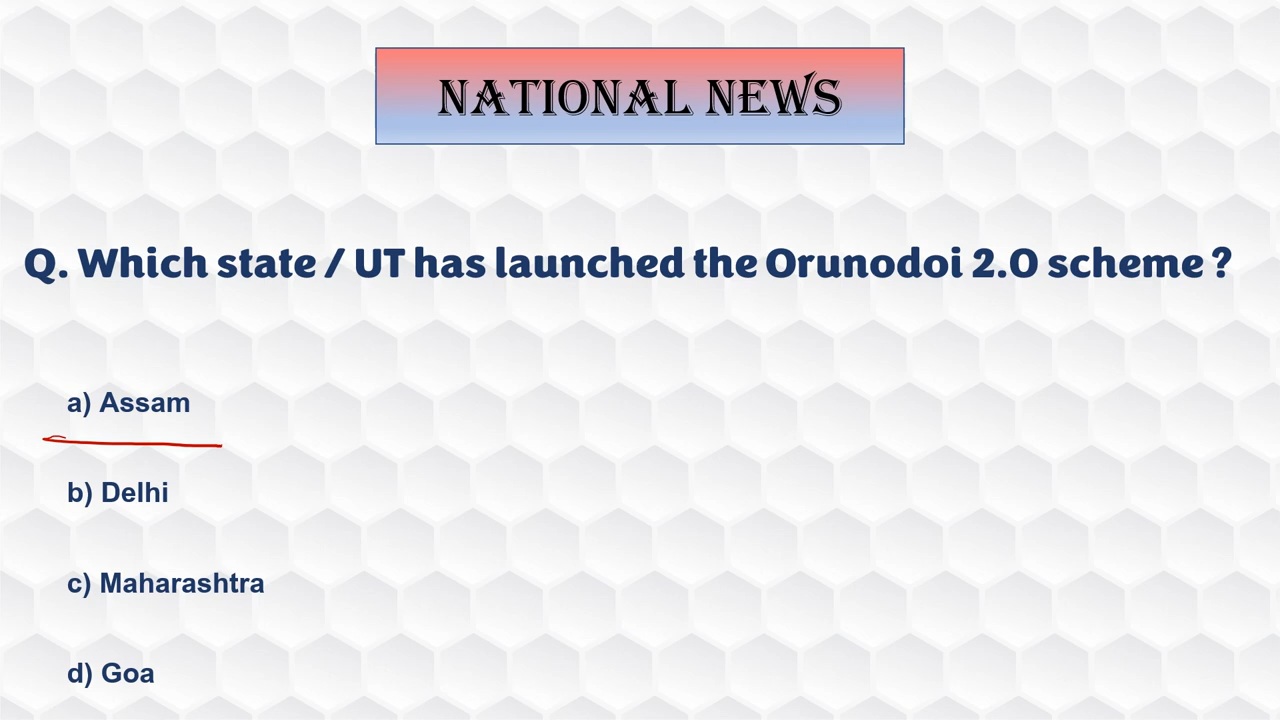 NATIONAL NEWS
Q. Which state / UT has launched the Orunodoi 2.0 scheme ?
a) Assam
b) Delhi
c) Maharashtra
d) Goa